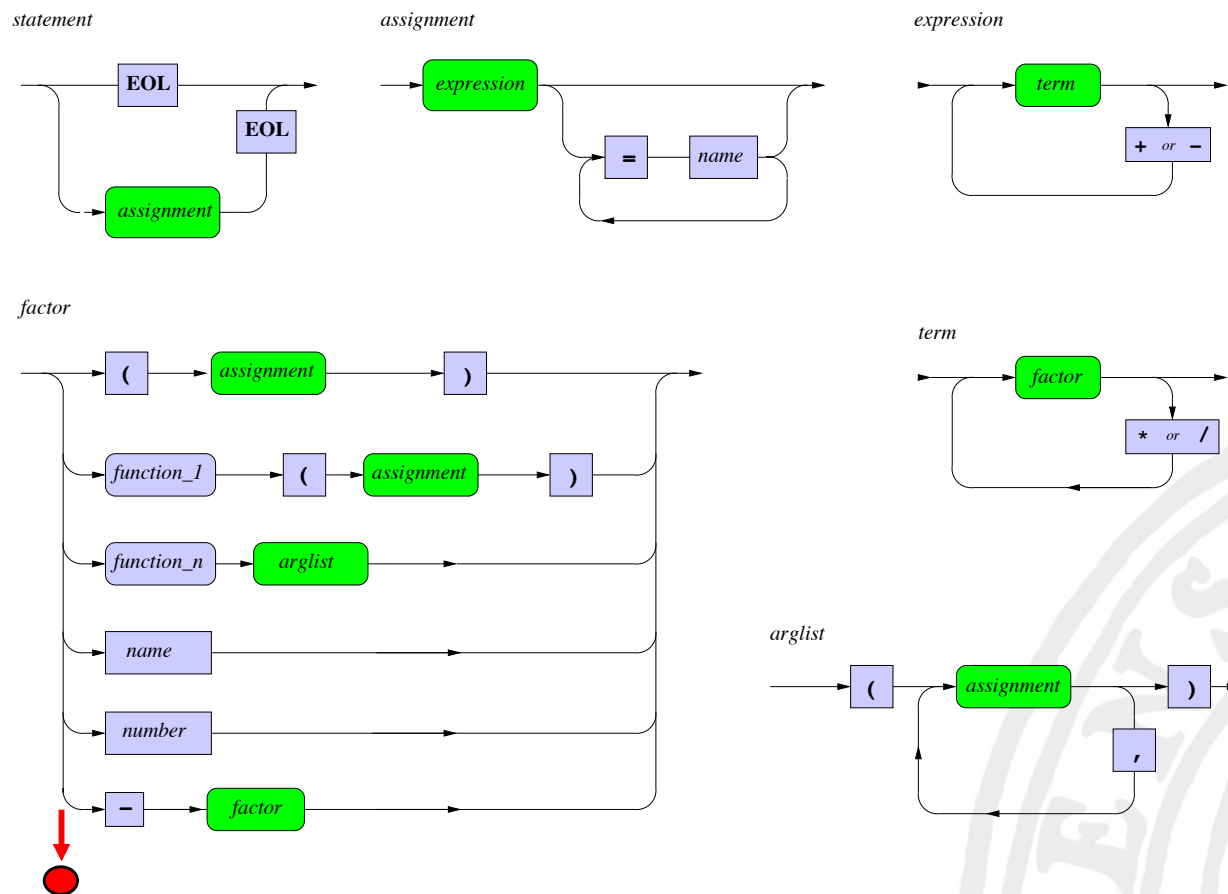 statement
EOL
EOL
assignment
assignment
expression
= name
expression
term
+ or -
factor
( assignment )
function_1 ( assignment )
function_n arglist
name
number
- factor
term
factor
* or /
arglist
( assignment )
,
ENS